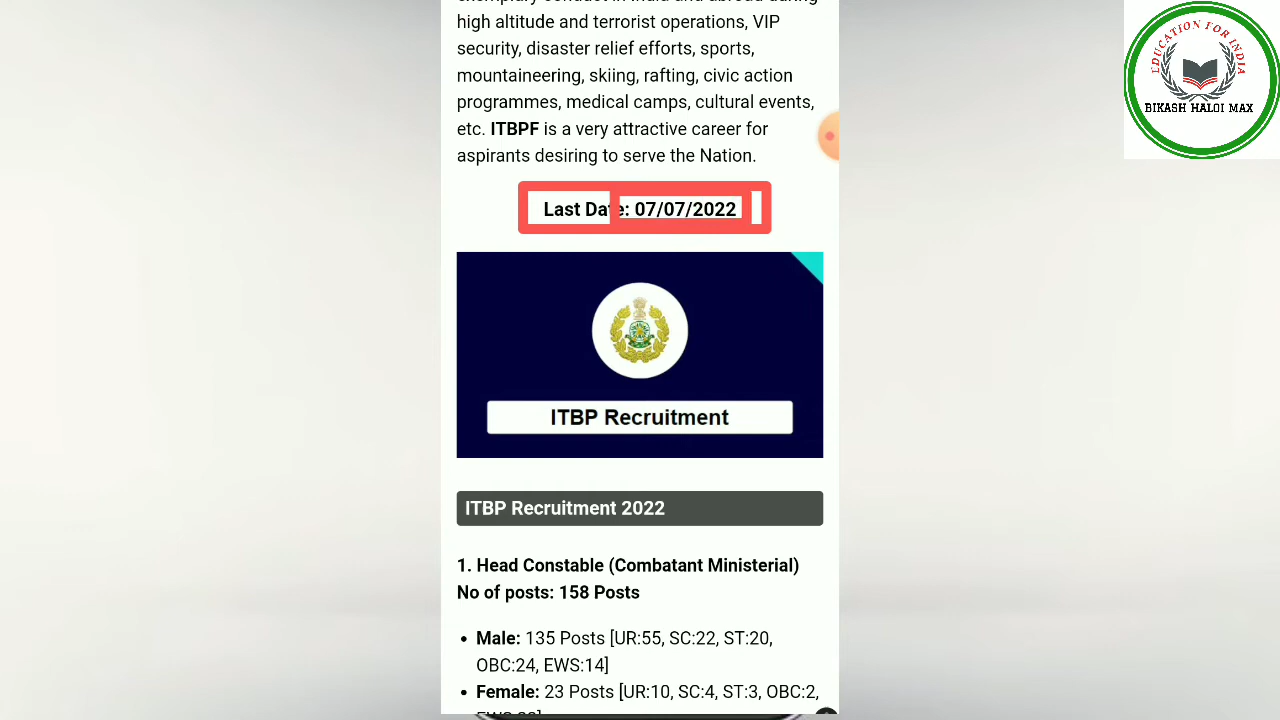 high altitude and terrorist operations, VIP
security, disaster relief efforts, sports,
mountaineering, skiing, rafting, civic action
programmes, medical camps, cultural events,
etc. ITBPF is a very attractive career for
aspirants desiring to serve the Nation.
Last Date: 07/07/2022
ITBP Recruitment
ITBP Recruitment 2022
1. Head Constable (Combatant Ministerial)
No of posts: 158 Posts
• Male: 135 Posts [UR:55, SC:22, ST:20,
OBC:24, EWS:14]
• Female: 23 Posts [UR:10, SC:4, ST:3, OBC:2,
EDUCATION FOR INDIA
BIKASH HALOI MAX